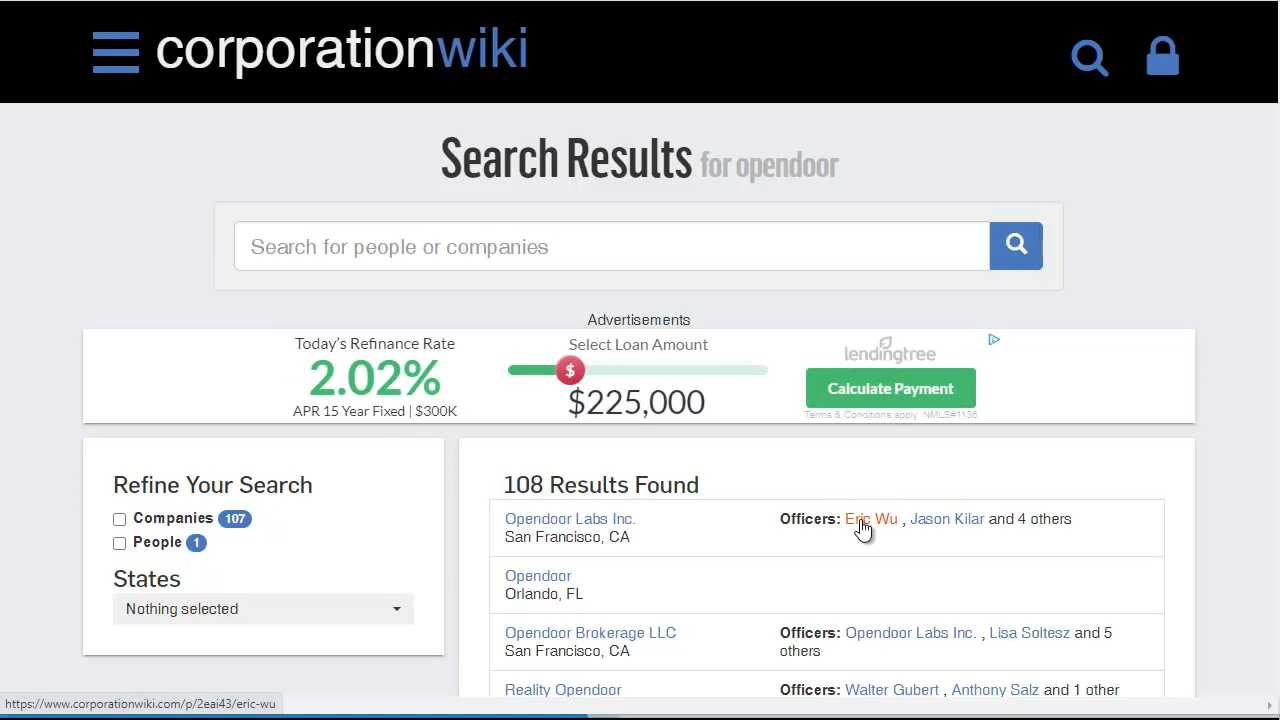 corporationwiki
Search Results for opendoor
Search for people or companies
Advertisements
Today's Refinance Rate
2.02%
APR 15 Year Fixed | $300K
Select Loan Amount
$
$225,000
lendingtree
Calculate Payment
Terms & Conditions apply. NMLS#1136
Refine Your Search
Companies 107
People 1
States
Nothing selected
108 Results Found
Opendoor Labs Inc.
San Francisco, CA
Officers: Eric Wu , Jason Kilar and 4 others
Opendoor
Orlando, FL
Opendoor Brokerage LLC
San Francisco, CA
Officers: Opendoor Labs Inc. , Lisa Soltesz and 5
others
Reality Opendoor
Officers: Walter Gubert , Anthony Salz and 1 other
https://www.corporationwiki.com/p/2eai43/eric-wu